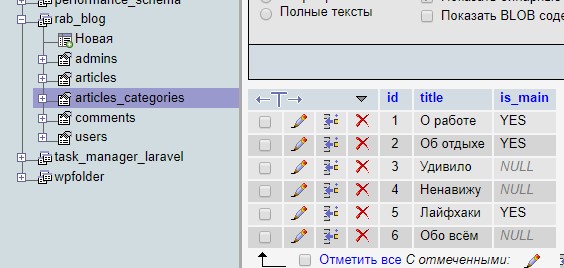 performance_schema
rab_blog
Новая
admins
articles
articles_categories
comments
users
task_manager_laravel
wpfolder
Полные тексты
Показать BLOB соде
id title is_main
1 О работе YES
2 Об отдыхе YES
3 Удивило NULL
4 Ненавижу NULL
5 Лайфхаки YES
6 Обо всём NULL
Отметить все С отмеченными: